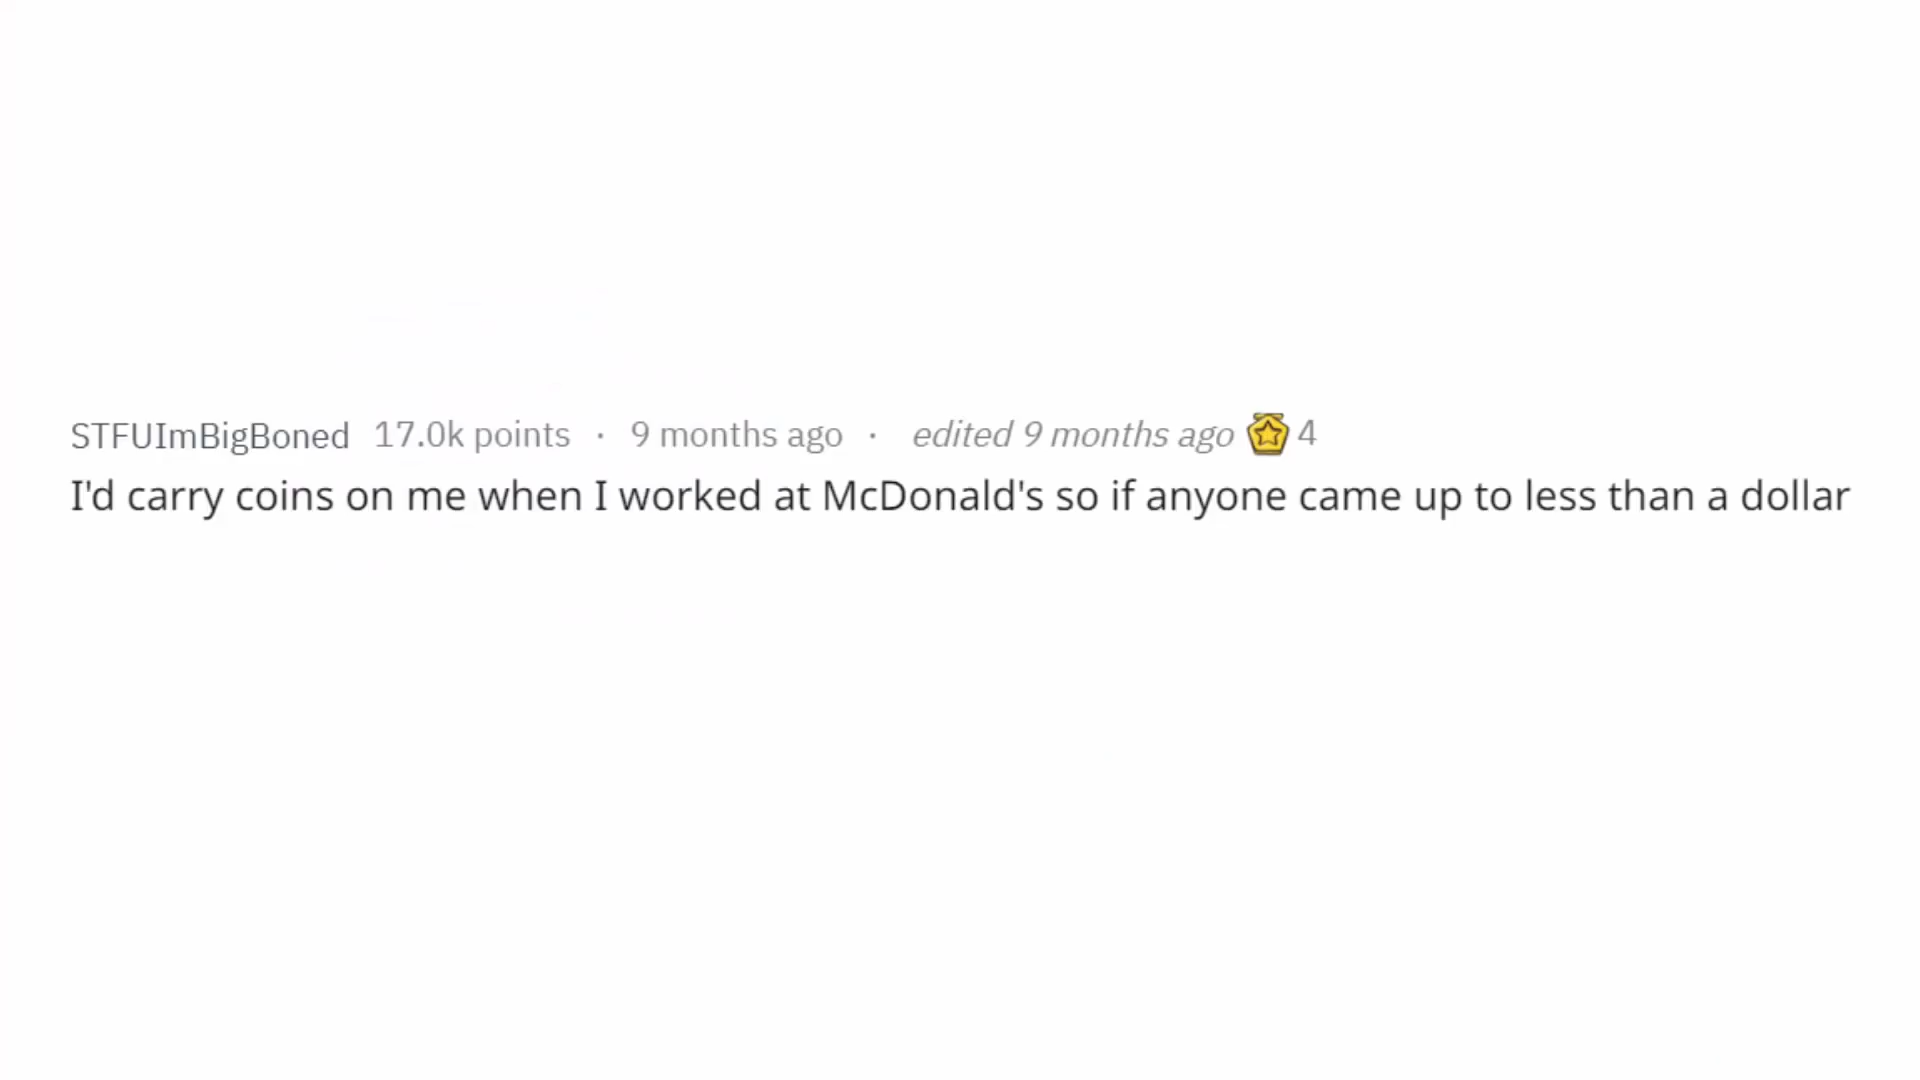 STFUImBigBoned 17.0k points · 9 months ago · edited 9 months ago 4
I'd carry coins on me when I worked at McDonald's so if anyone came up to less than a dollar